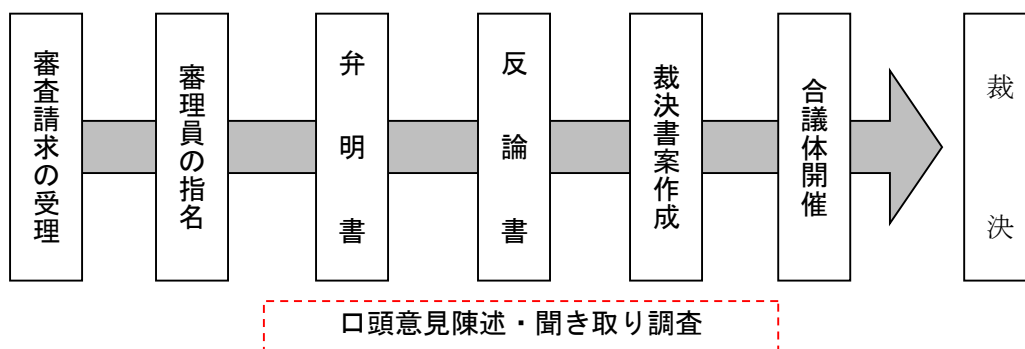 審査請求の受理
審理員の指名
弁明書
反論書
裁決書案作成
合議体開催
裁決
口頭意見陳述・聞き取り調査